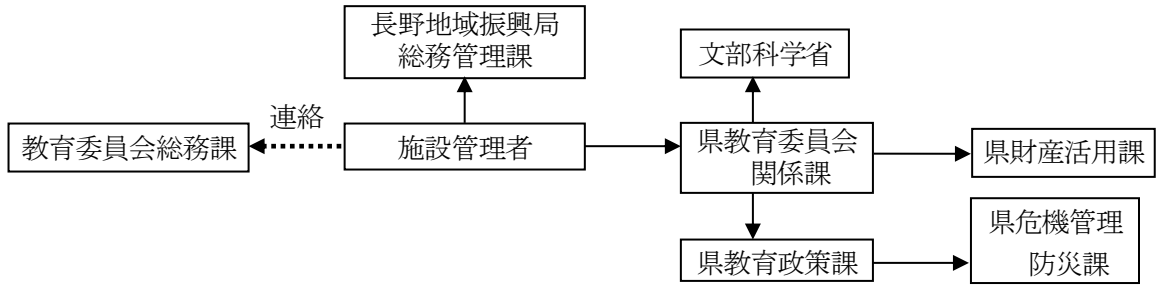 長野地域振興局
総務管理課
文部科学省
連絡
教育委員会総務課
施設管理者
県教育委員会
関係課
県財産活用課
県教育政策課
県危機管理
防災課